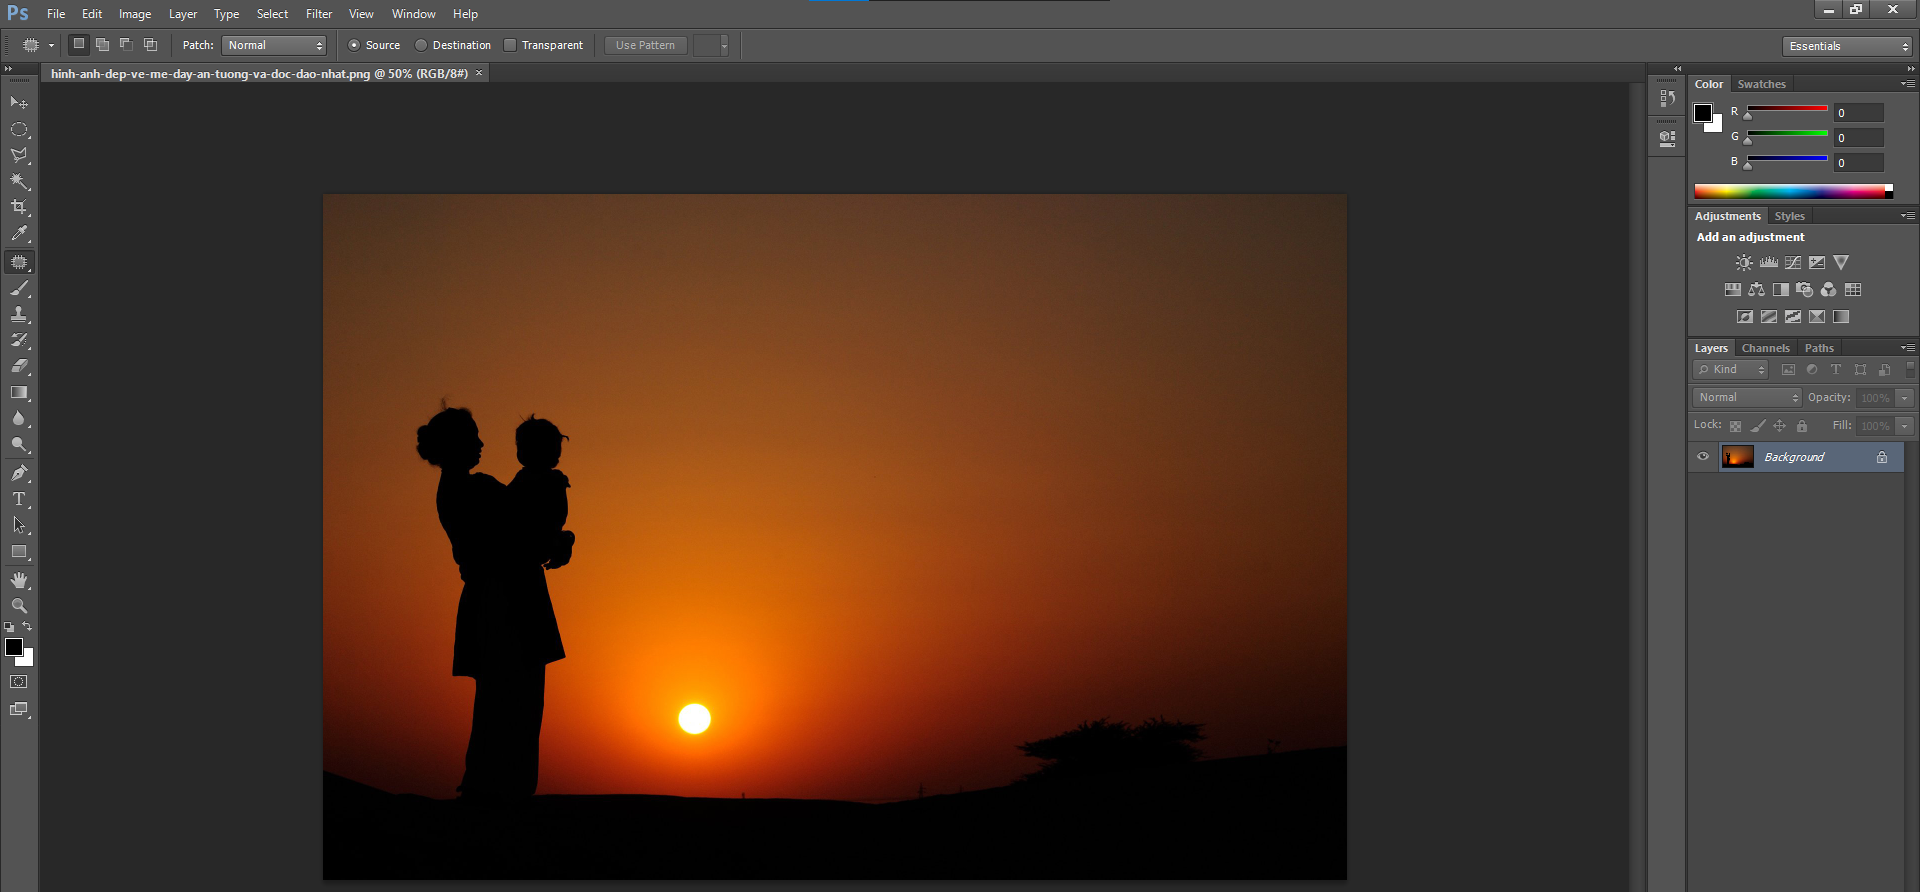 Ps File Edit Image Layer Type Select Filter View Window Help
Patch: Normal Source Destination Transparent Use Pattern Essentials
hinh-anh-dep-ve-me-day-an-tuong-va-doc-dao-nhat.png @ 50% (RGB/8#) ×
Color Swatches
R 0
G 0
B 0
Adjustments Styles
Add an adjustment
Layers Channels Paths
Kind
Normal Opacity: 100%
Lock: Fill: 100%
Background